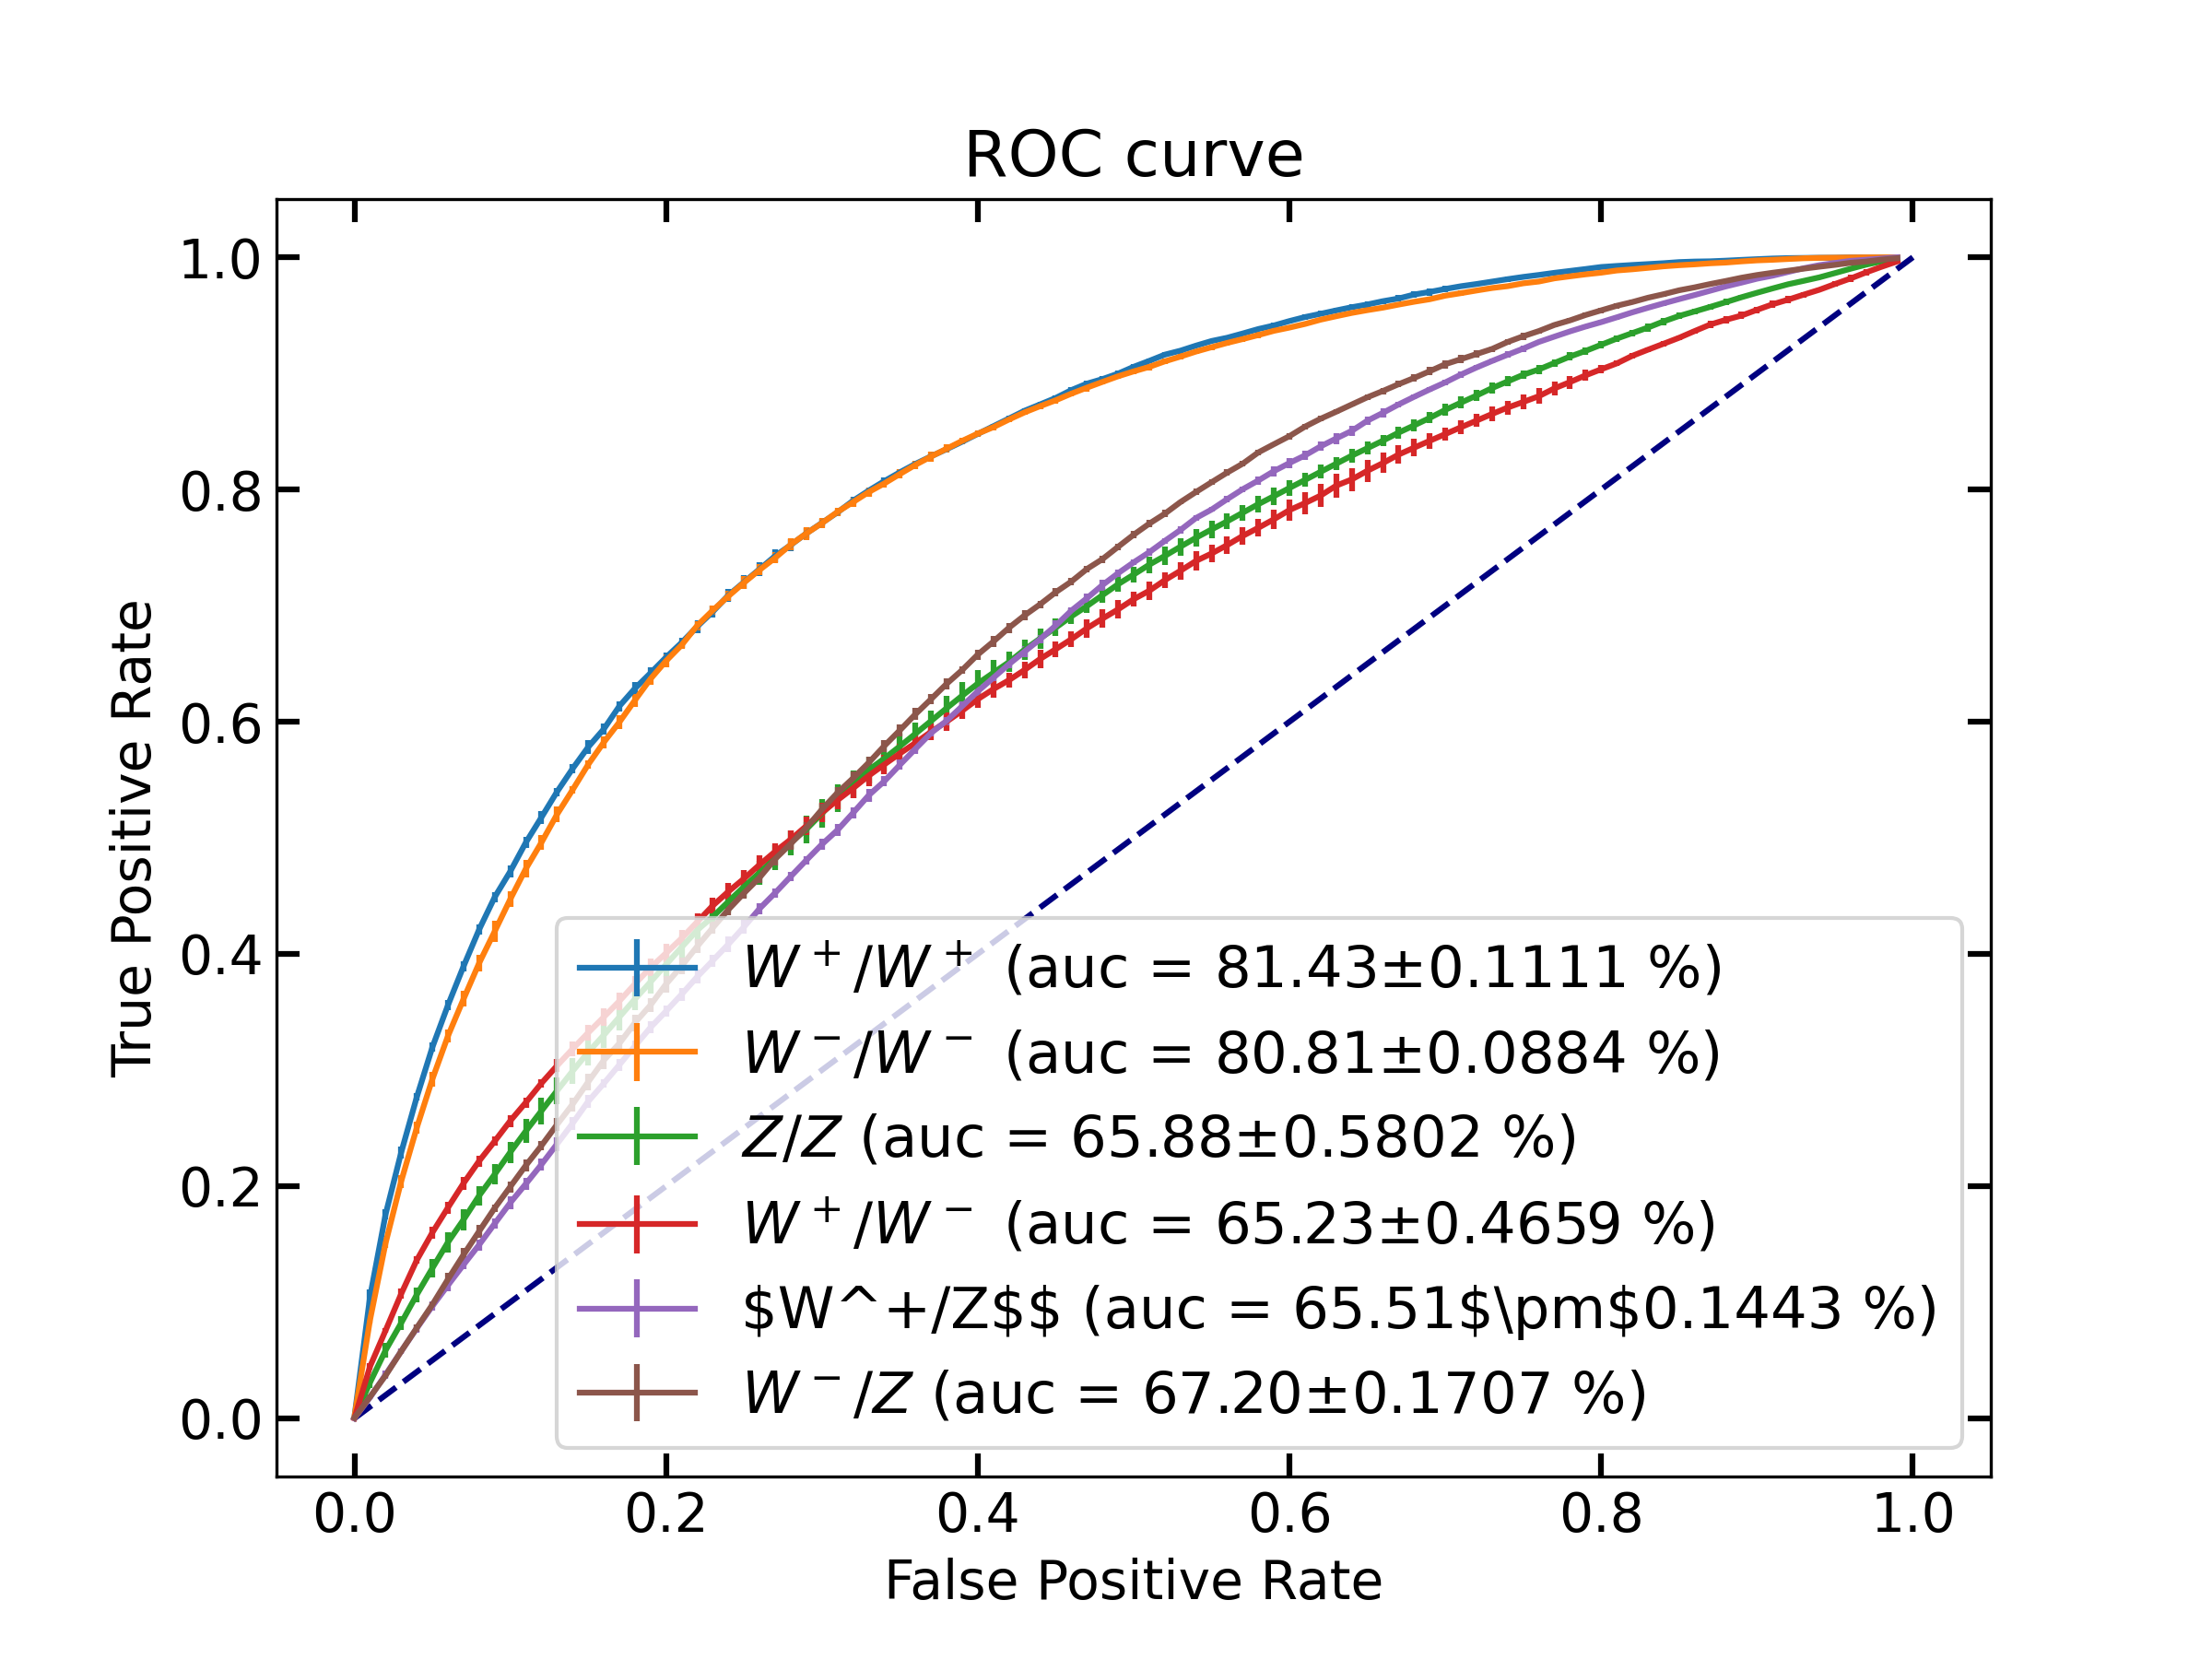 ROC curve
True Positive Rate
1.0
0.8
0.6
0.4
0.2
0.0
W⁺/W⁺ (auc = 81.43±0.1111 %)
W⁻/W⁻ (auc = 80.81±0.0884 %)
Z/Z (auc = 65.88±0.5802 %)
W⁺/W⁻ (auc = 65.23±0.4659 %)
$W^+/Z$$ (auc = 65.51$\pm$0.1443 %)
W⁻/Z (auc = 67.20±0.1707 %)
0.0 0.2 0.4 0.6 0.8 1.0
False Positive Rate